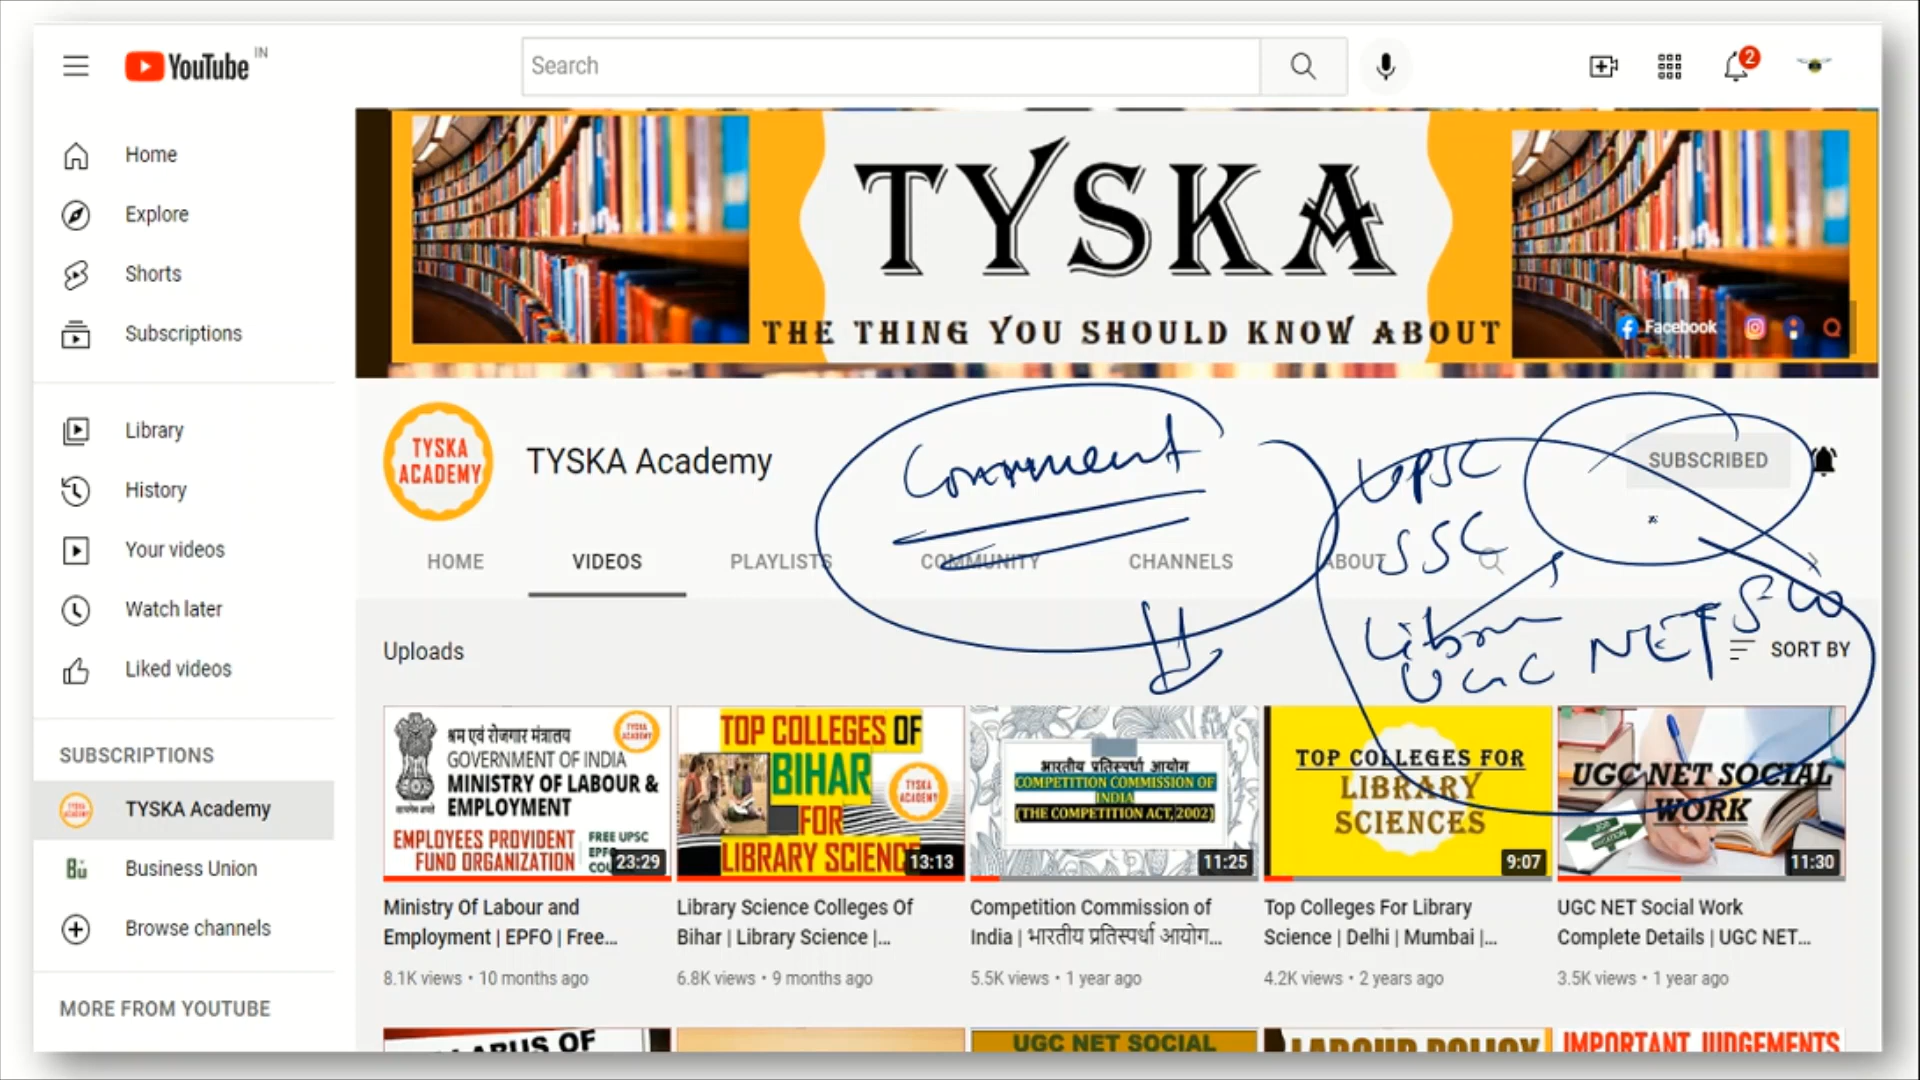 YouTube IN
Search
2
Home
Explore
Shorts
Subscriptions
Library
History
Your videos
Watch later
Liked videos
SUBSCRIPTIONS
TYSKA Academy
Business Union
Browse channels
MORE FROM YOUTUBE
TYSKA
THE THING YOU SHOULD KNOW ABOUT
Facebook
TYSKA
ACADEMY
TYSKA Academy
SUBSCRIBED
Comment
UPSC
SSC
UGC NET SW
HOME VIDEOS PLAYLISTS COMMUNITY CHANNELS ABOUT
Uploads
SORT BY
श्रम एवं रोजगार मंत्रालय
GOVERNMENT OF INDIA
MINISTRY OF LABOUR &
EMPLOYMENT
EMPLOYEES PROVIDENT
FUND ORGANIZATION
FREE UPSC
23:29
Ministry Of Labour and
Employment | EPFO | Free...
8.1K views • 10 months ago
TOP COLLEGES OF
BIHAR
FOR
LIBRARY SCIENC
TYSKA
ACADEMY
13:13
Library Science Colleges Of
Bihar | Library Science |...
6.8K views • 9 months ago
भारतीय प्रतिस्पर्धा आयोग
COMPETITION COMMISSION OF
INDIA
(THE COMPETITION ACT, 2002)
11:25
Competition Commission of
India | भारतीय प्रतिस्पर्धा आयोग...
5.5K views • 1 year ago
TOP COLLEGES FOR
LIBRARY
SCIENCES
9:07
Top Colleges For Library
Science | Delhi | Mumbai |...
4.2K views • 2 years ago
UGC NET SOCIAL
WORK
11:30
UGC NET Social Work
Complete Details | UGC NET...
3.5K views • 1 year ago
UGC NET SOCIAL
LABOUR POLICY
IMPORTANT JUDGEMENTS